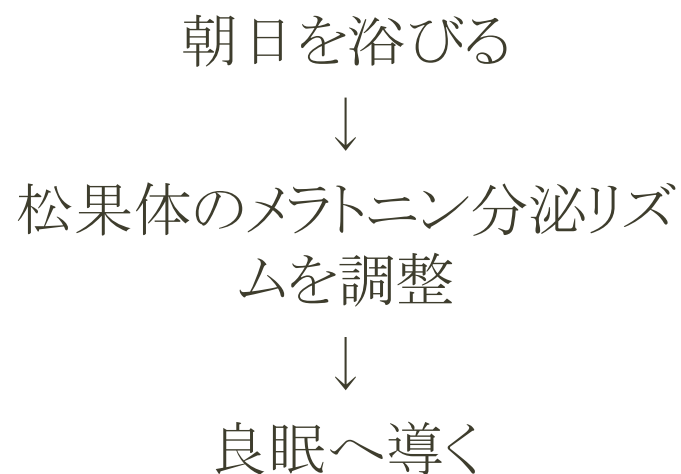 朝日を浴びる
↓
松果体のメラトニン分泌リズ
ムを調整
↓
良眠へ導く